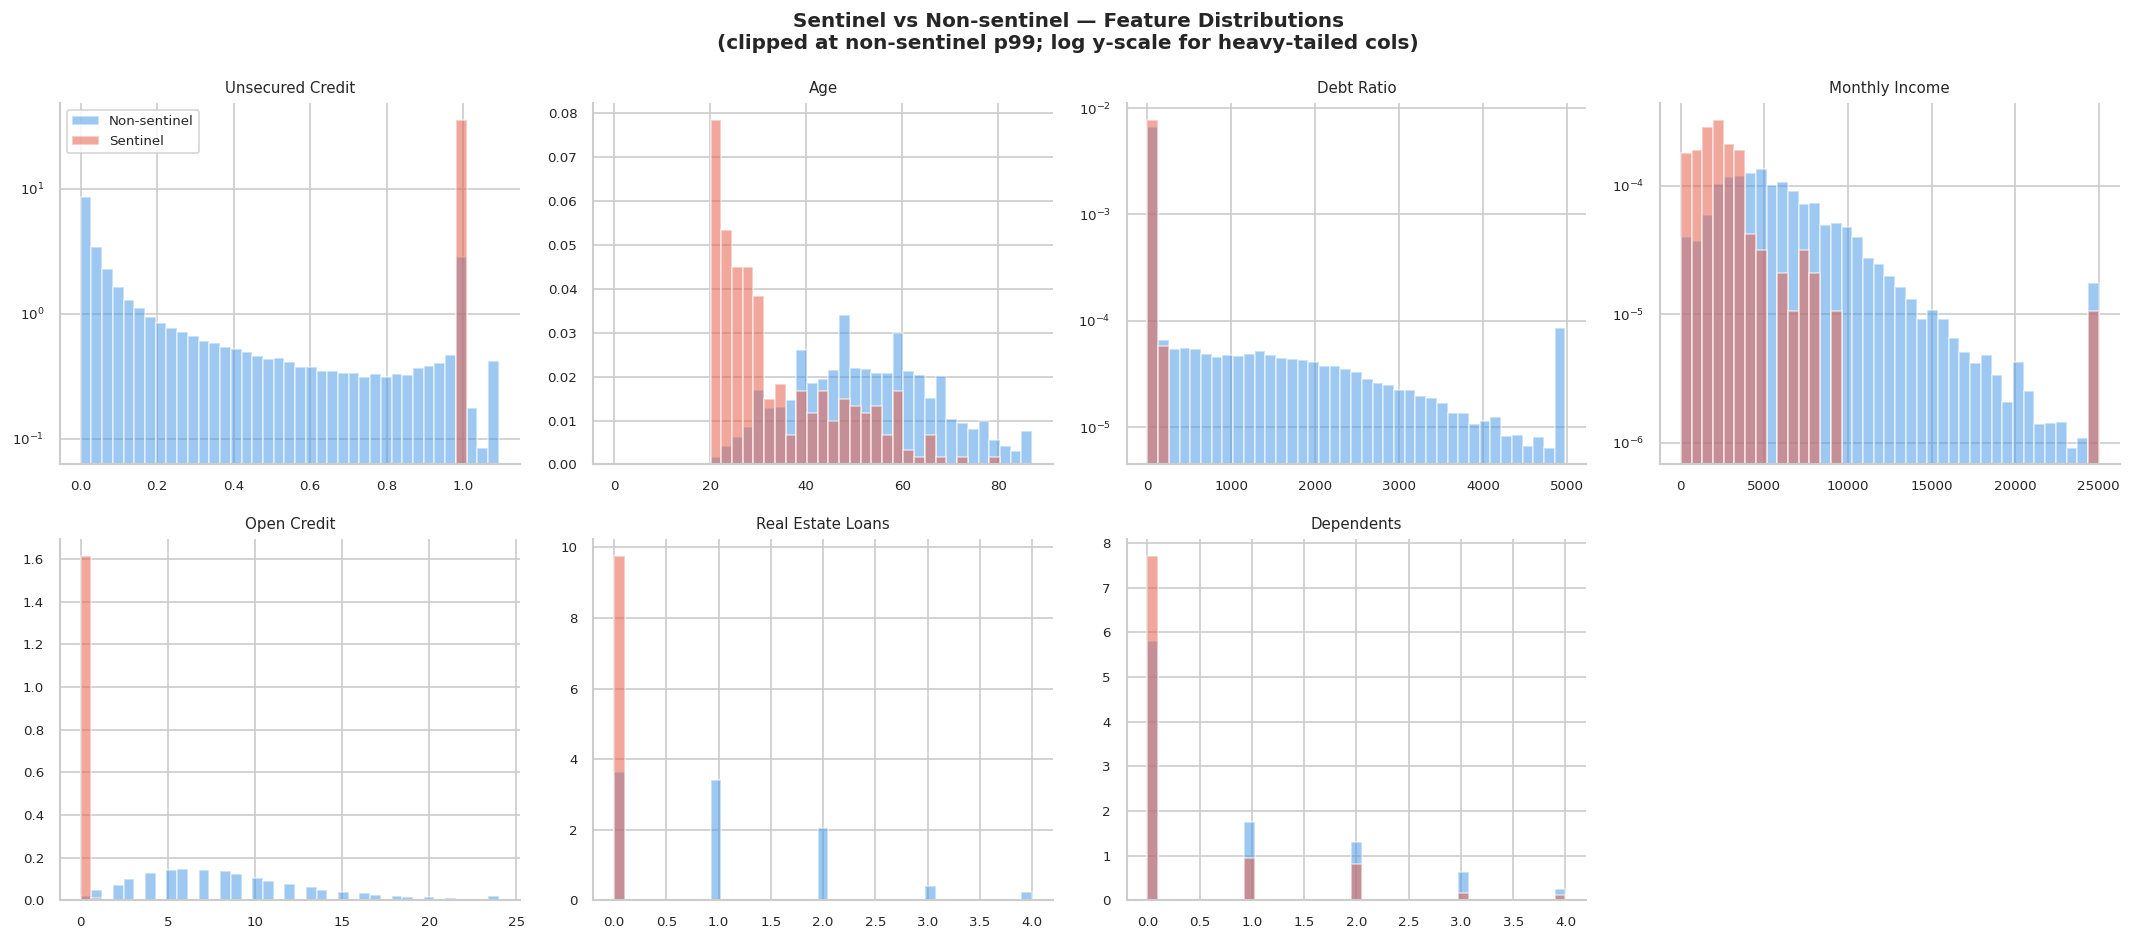 Sentinel vs Non-sentinel — Feature Distributions
(clipped at non-sentinel p99; log y-scale for heavy-tailed cols)
Unsecured Credit
Non-sentinel
Sentinel
10¹
10⁰
10⁻¹
0.0 0.2 0.4 0.6 0.8 1.0
Age
0.08
0.07
0.06
0.05
0.04
0.03
0.02
0.01
0.00
0 20 40 60 80
Debt Ratio
10⁻²
10⁻³
10⁻⁴
10⁻⁵
0 1000 2000 3000 4000 5000
Monthly Income
10⁻⁴
10⁻⁵
10⁻⁶
0 5000 10000 15000 20000 25000
Open Credit
1.6
1.4
1.2
1.0
0.8
0.6
0.4
0.2
0.0
0 5 10 15 20 25
Real Estate Loans
10
8
6
4
2
0
0.0 0.5 1.0 1.5 2.0 2.5 3.0 3.5 4.0
Dependents
8
7
6
5
4
3
2
1
0
0.0 0.5 1.0 1.5 2.0 2.5 3.0 3.5 4.0